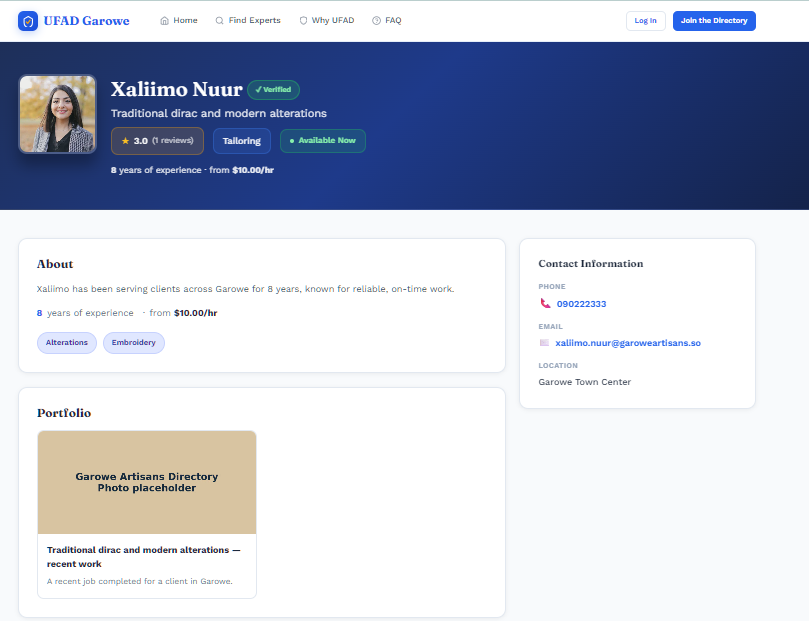 UFAD Garowe
Home
Find Experts
Why UFAD
FAQ
Log In
Join the Directory
Xaliimo Nuur
✓ Verified
Traditional dirac and modern alterations
★ 3.0 (1 reviews)
Tailoring
● Available Now
8 years of experience · from $10.00/hr
About
Xaliimo has been serving clients across Garowe for 8 years, known for reliable, on-time work.
8 years of experience · from $10.00/hr
Alterations
Embroidery
Portfolio
Garowe Artisans Directory
Photo placeholder
Traditional dirac and modern alterations —
recent work
A recent job completed for a client in Garowe.
Contact Information
PHONE
090222333
EMAIL
xaliimo.nuur@garoweartisans.so
LOCATION
Garowe Town Center